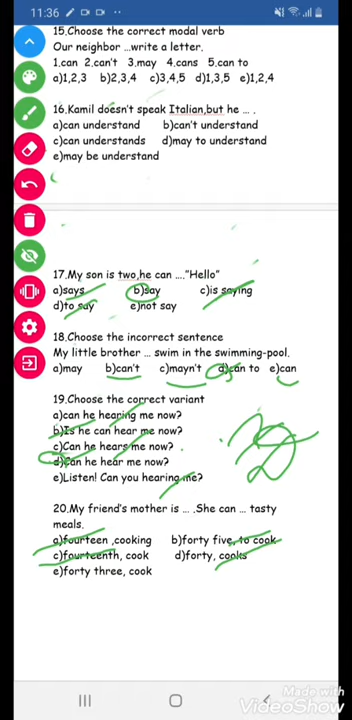 11:36
15.Choose the correct modal verb
Our neighbor ...write a letter.
1.can 2.can't 3.may 4.cans 5.can to
a)1,2,3 b)2,3,4 c)3,4,5 d)1,3,5 e)1,2,4
16.Kamil doesn't speak Italian,but he ... .
a)can understand b)can't understand
c)can understands d)may to understand
e)may be understand
17.My son is two,he can ...."Hello"
a)says b)say c)is saying
d)to say e)not say
18.Choose the incorrect sentence
My little brother ... swim in the swimming-pool.
a)may b)can't c)mayn't d)can to e)can
19.Choose the correct variant
a)can he hearing me now?
b)Is he can hear me now?
c)Can he hears me now?
d)Can he hear me now?
e)Listen! Can you hearing me?
20.My friend's mother is ... .She can ... tasty
meals.
a)fourteen ,cooking b)forty five, to cook
c)fourteenth, cook d)forty, cooks
e)forty three, cook
Made with
VideoShow